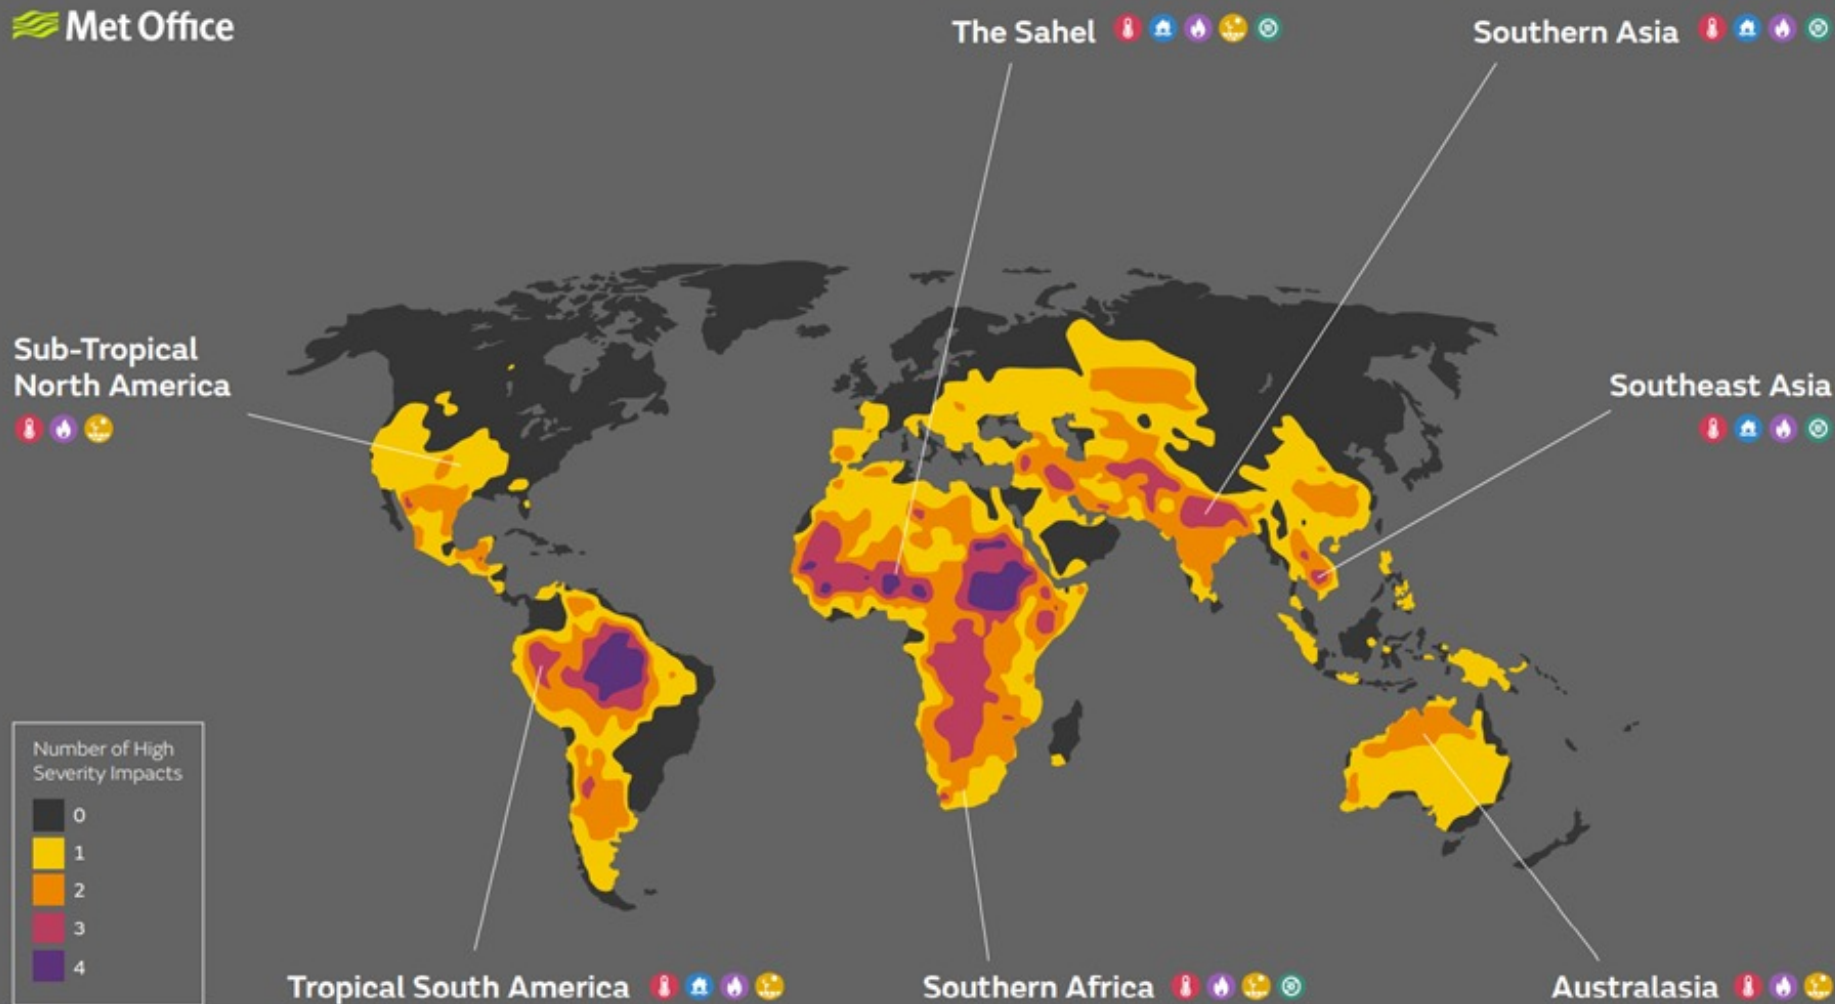 Met Office
The Sahel
Southern Asia
Sub-Tropical
North America
Southeast Asia
Number of High
Severity Impacts
0
1
2
3
4
Tropical South America
Southern Africa
Australasia